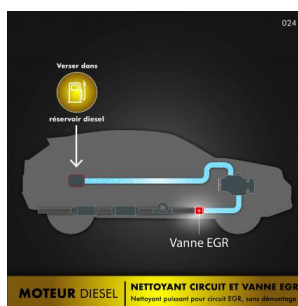 024
Verser dans
réservoir diesel
Vanne EGR
MOTEUR DIESEL
NETTOYANT CIRCUIT ET VANNE EGR
Nettoyant puissant pour circuit EGR, sans démontage